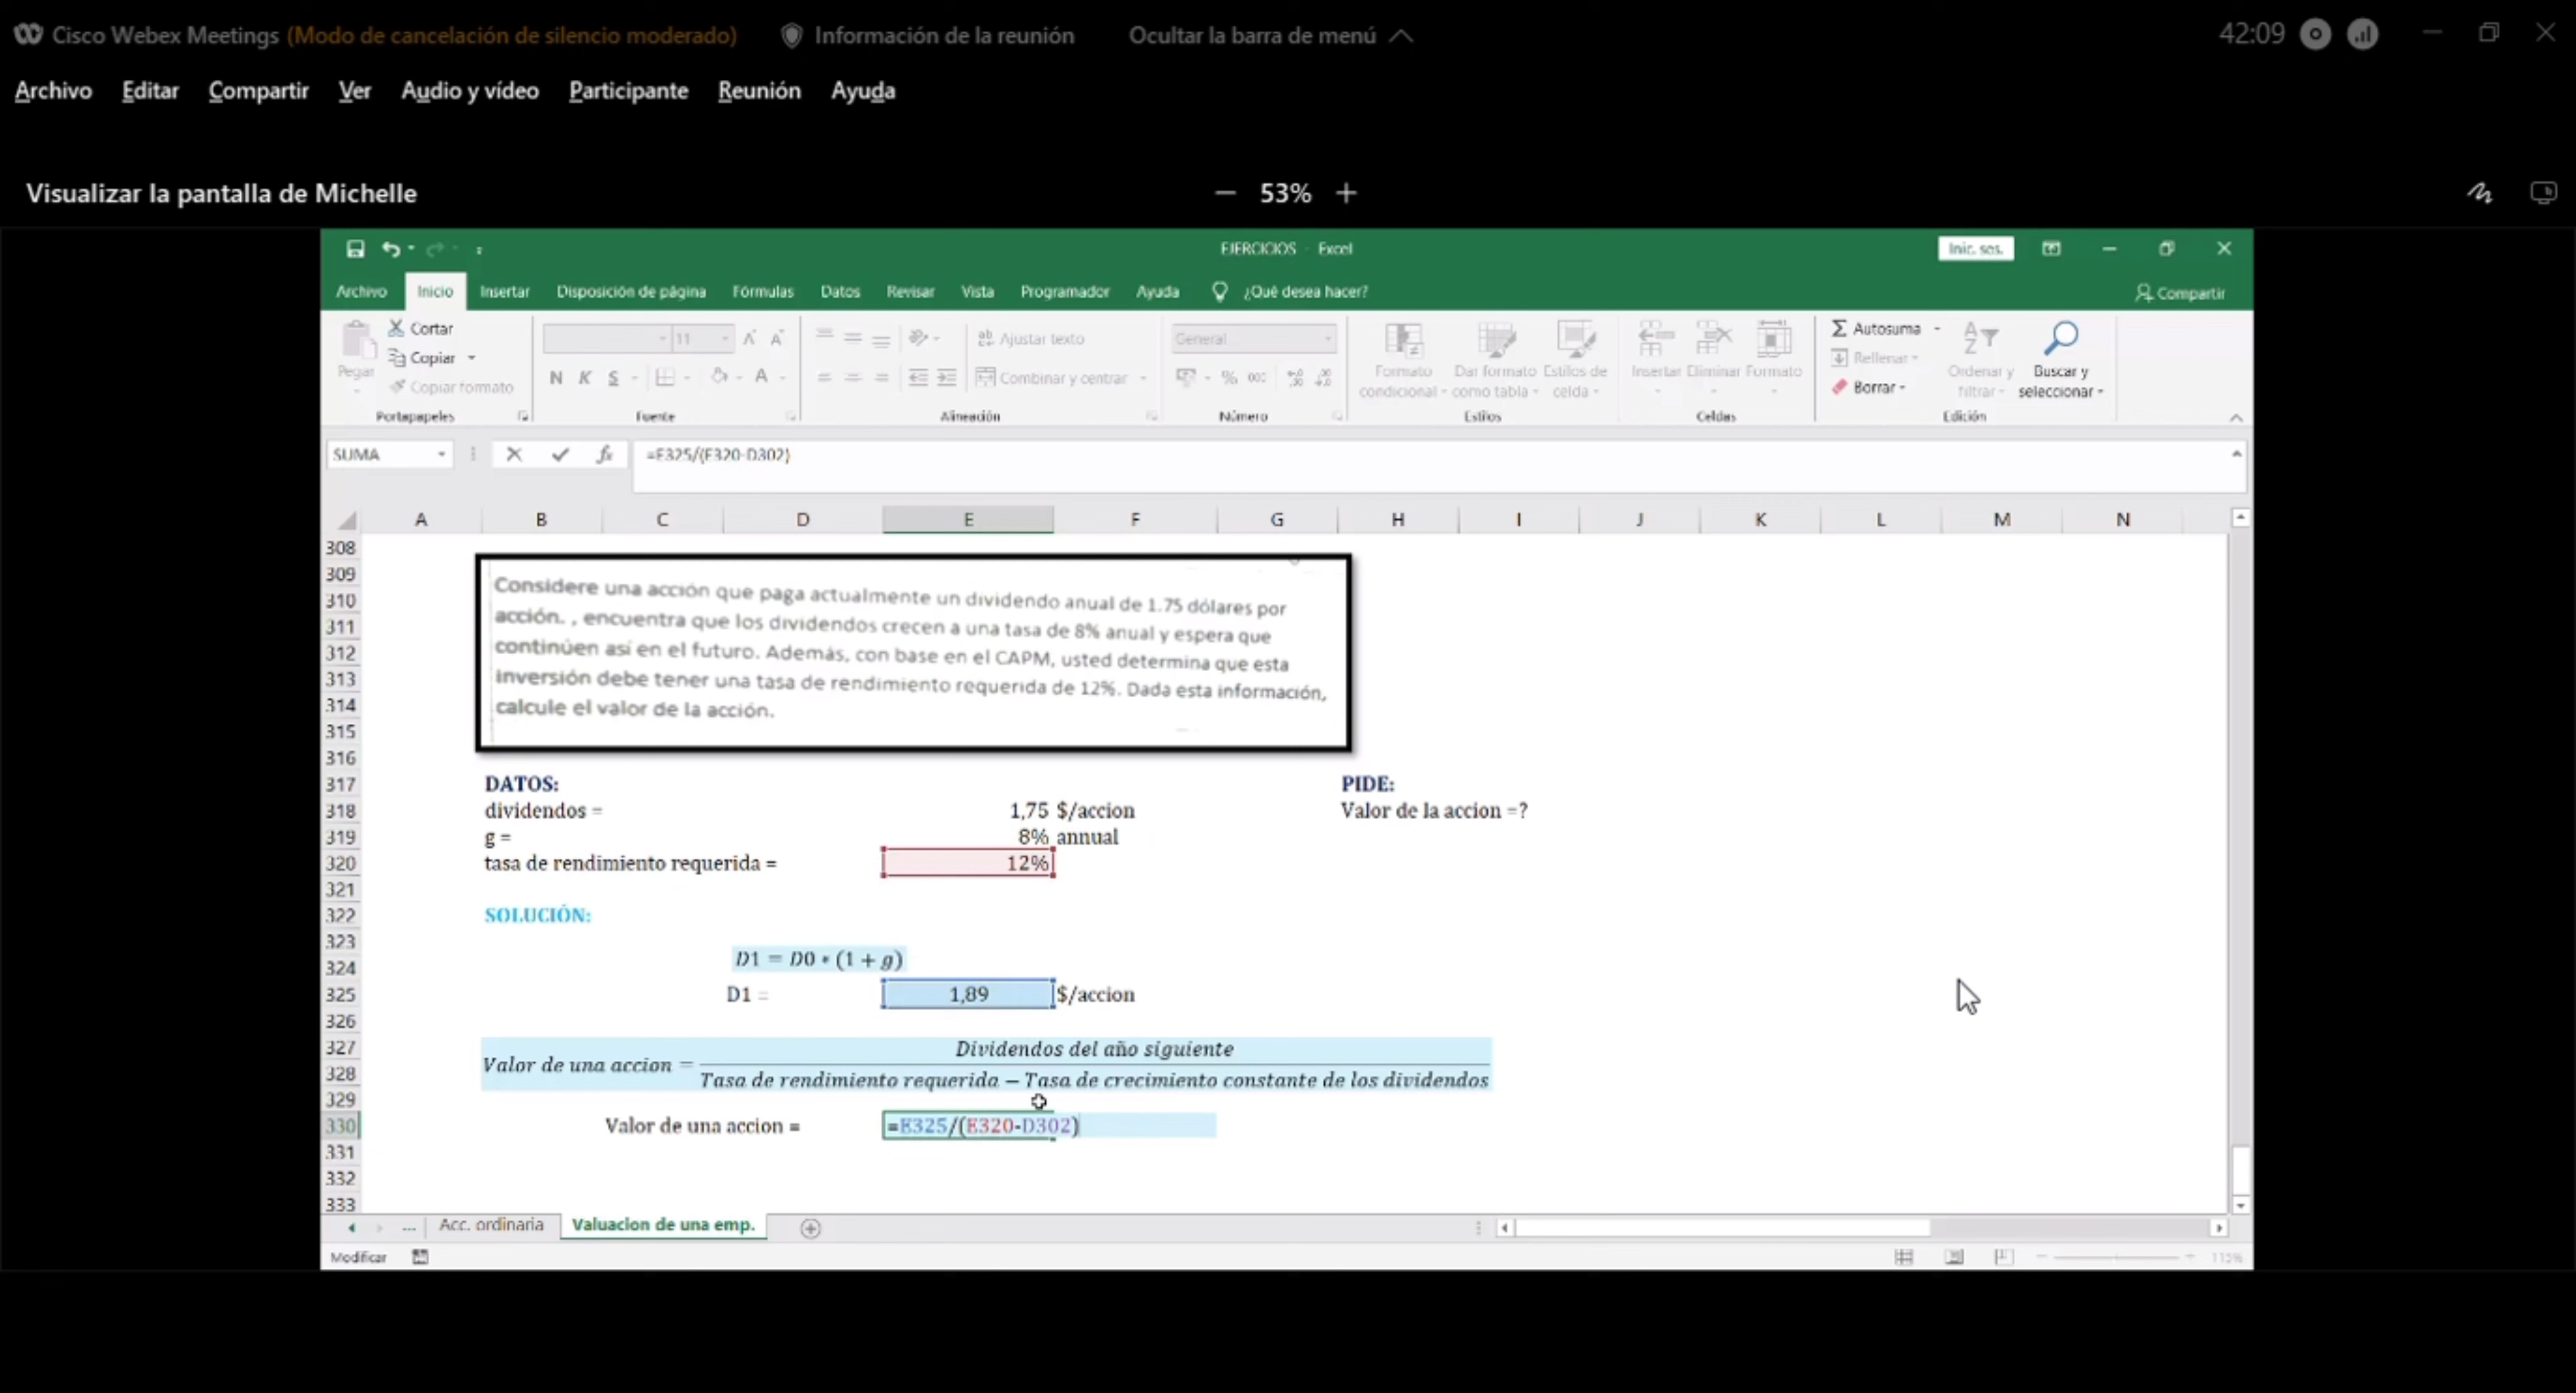 Cisco Webex Meetings (Modo de cancelación de silencio moderado) Información de la reunión Ocultar la barra de menú 42:09
Archivo Editar Compartir Ver Audio y vídeo Participante Reunión Ayuda
Visualizar la pantalla de Michelle 53%
EJERCICIOS - Excel Inic. ses.
Archivo Inicio Insertar Disposición de página Fórmulas Datos Revisar Vista Programador Ayuda ¿Qué desea hacer? Compartir
Pegar Cortar
Copiar
Copiar formato
Portapapeles
11
N K S
Fuente
Ajustar texto
Combinar y centrar
Alineación
General
% 000
Número
Formato condicional
Dar formato como tabla
Estilos de celda
Estilos
Insertar Eliminar Formato
Celdas
Autosuma
Rellenar
Borrar
Ordenar y filtrar
Buscar y seleccionar
Edición
SUMA fx =E325/(E320-D302)
A B C D E F G H I J K L M N
308
309
310
311
312
313
314
315
316
317
318
319
320
321
322
323
324
325
326
327
328
329
330
331
332
333
Considere una acción que paga actualmente un dividendo anual de 1.75 dólares por
acción. , encuentra que los dividendos crecen a una tasa de 8% anual y espera que
continúen así en el futuro. Además, con base en el CAPM, usted determina que esta
inversión debe tener una tasa de rendimiento requerida de 12%. Dada esta información,
calcule el valor de la acción.
DATOS: PIDE:
dividendos = 1,75 $/accion Valor de la accion =?
g = 8% annual
tasa de rendimiento requerida = 12%
SOLUCIÓN:
D1 = D0 * (1 + g)
D1 = 1,89 $/accion
Dividendos del año siguiente
Valor de una accion =
Tasa de rendimiento requerida − Tasa de crecimiento constante de los dividendos
Valor de una accion = =E325/(E320-D302)
... Acc. ordinaria Valuacion de una emp.
Modificar 115%